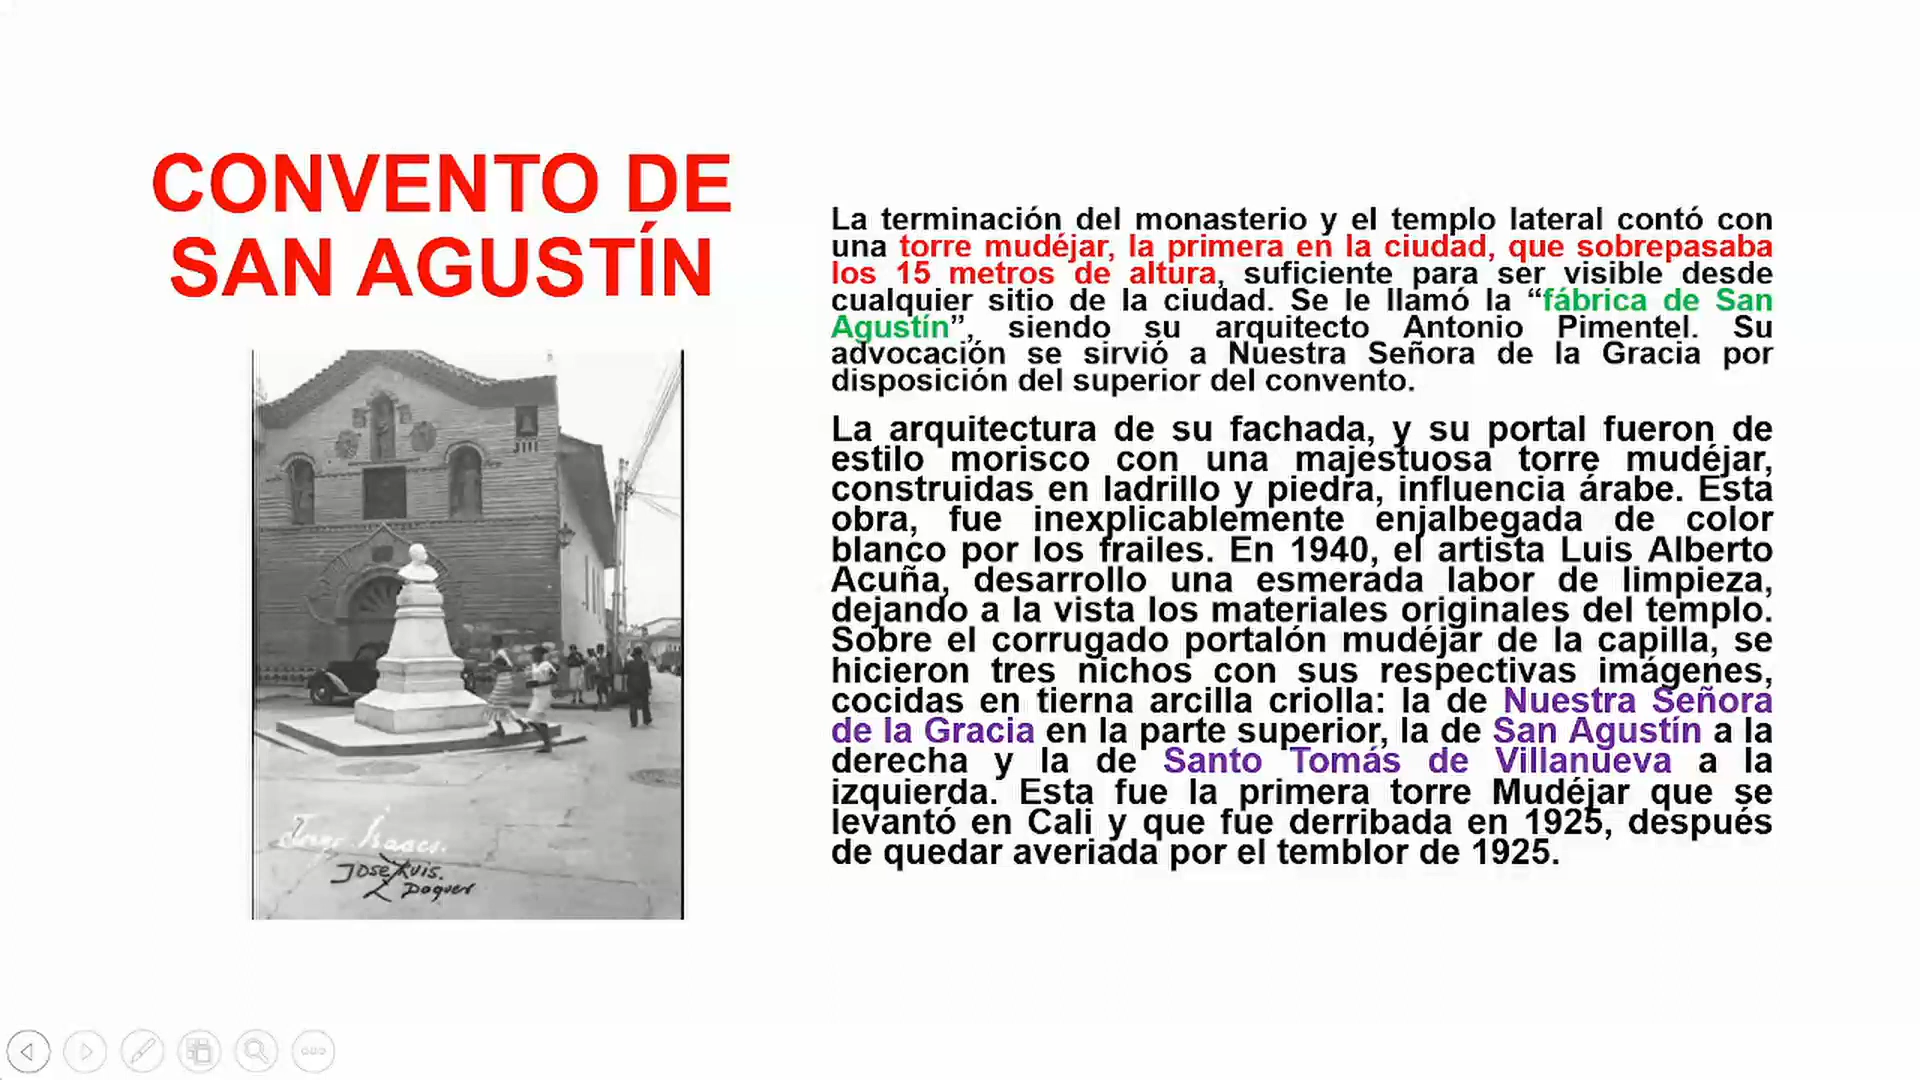 CONVENTO DE
SAN AGUSTÍN
La terminación del monasterio y el templo lateral contó con
una torre mudéjar, la primera en la ciudad, que sobrepasaba
los 15 metros de altura, suficiente para ser visible desde
cualquier sitio de la ciudad. Se le llamó la “fábrica de San
Agustín”, siendo su arquitecto Antonio Pimentel. Su
advocación se sirvió a Nuestra Señora de la Gracia por
disposición del superior del convento.
La arquitectura de su fachada, y su portal fueron de
estilo morisco con una majestuosa torre mudéjar,
construidas en ladrillo y piedra, influencia árabe. Esta
obra, fue inexplicablemente enjalbegada de color
blanco por los frailes. En 1940, el artista Luis Alberto
Acuña, desarrollo una esmerada labor de limpieza,
dejando a la vista los materiales originales del templo.
Sobre el corrugado portalón mudéjar de la capilla, se
hicieron tres nichos con sus respectivas imágenes,
cocidas en tierna arcilla criolla: la de Nuestra Señora
de la Gracia en la parte superior, la de San Agustín a la
derecha y la de Santo Tomás de Villanueva a la
izquierda. Esta fue la primera torre Mudéjar que se
levantó en Cali y que fue derribada en 1925, después
de quedar averiada por el temblor de 1925.
Isaacs.
José Luis.